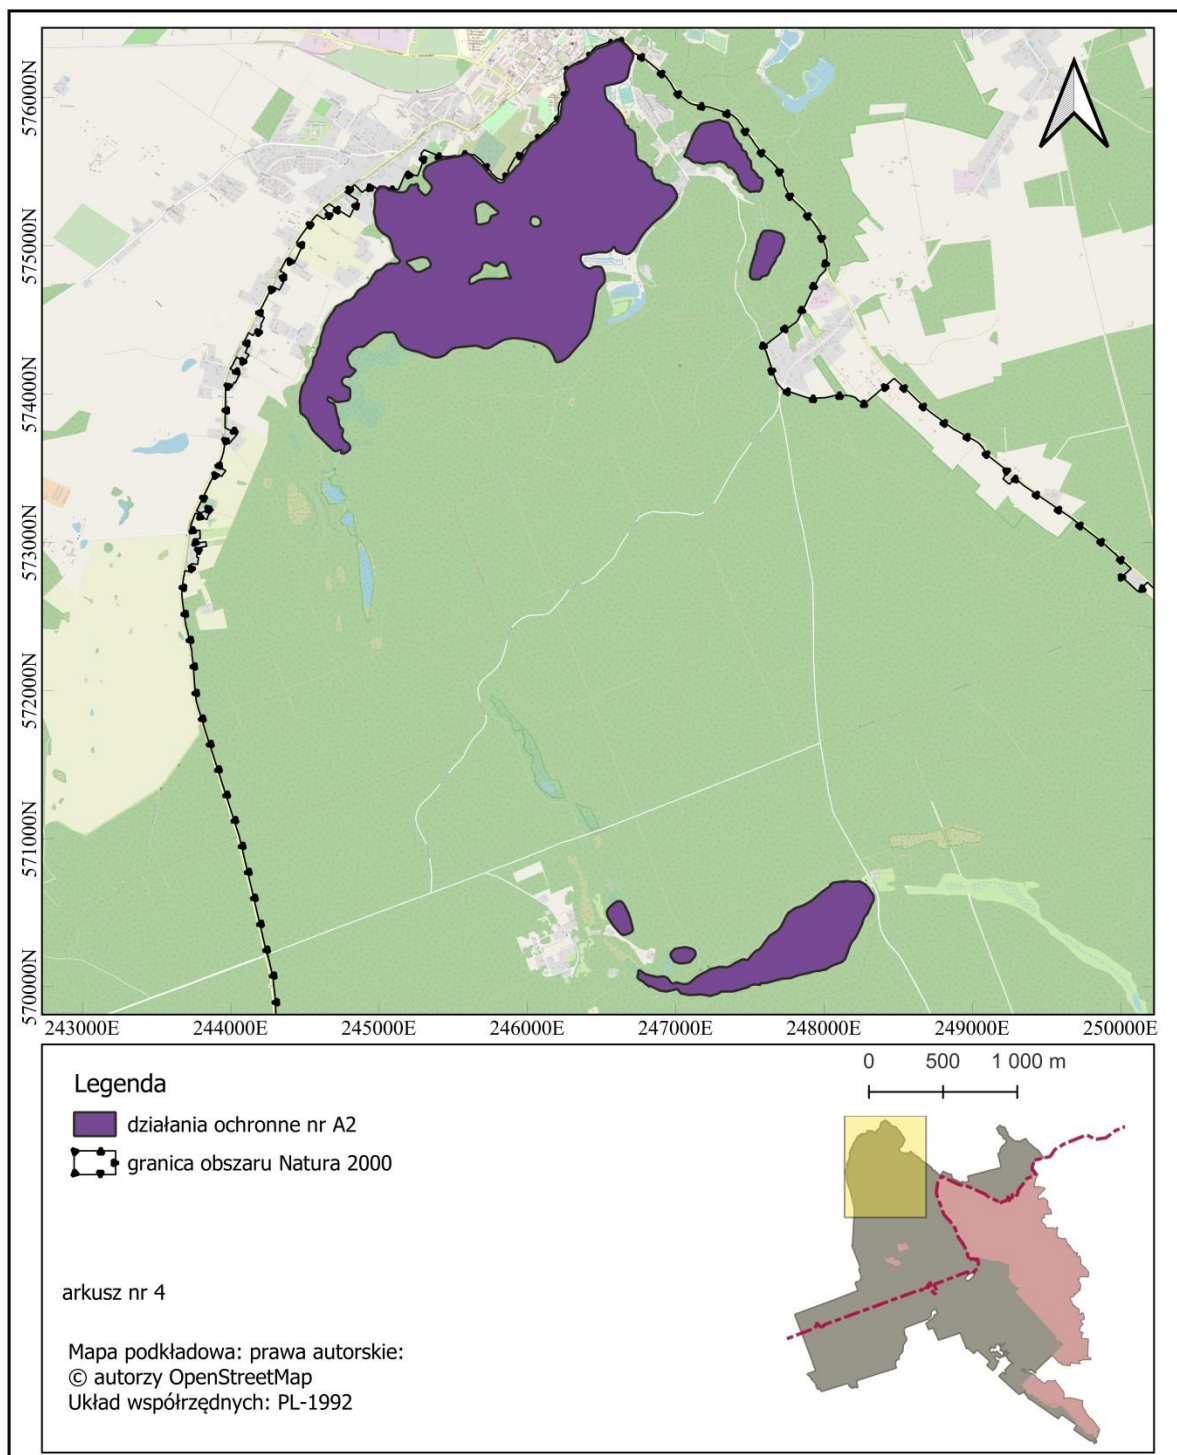 576000N
575000N
574000N
573000N
572000N
571000N
570000N
243000E 244000E 245000E 246000E 247000E 248000E 249000E 250000E
Legenda
działania ochronne nr A2
granica obszaru Natura 2000
0 500 1 000 m
arkusz nr 4
Mapa podkładowa: prawa autorskie:
© autorzy OpenStreetMap
Układ współrzędnych: PL-1992